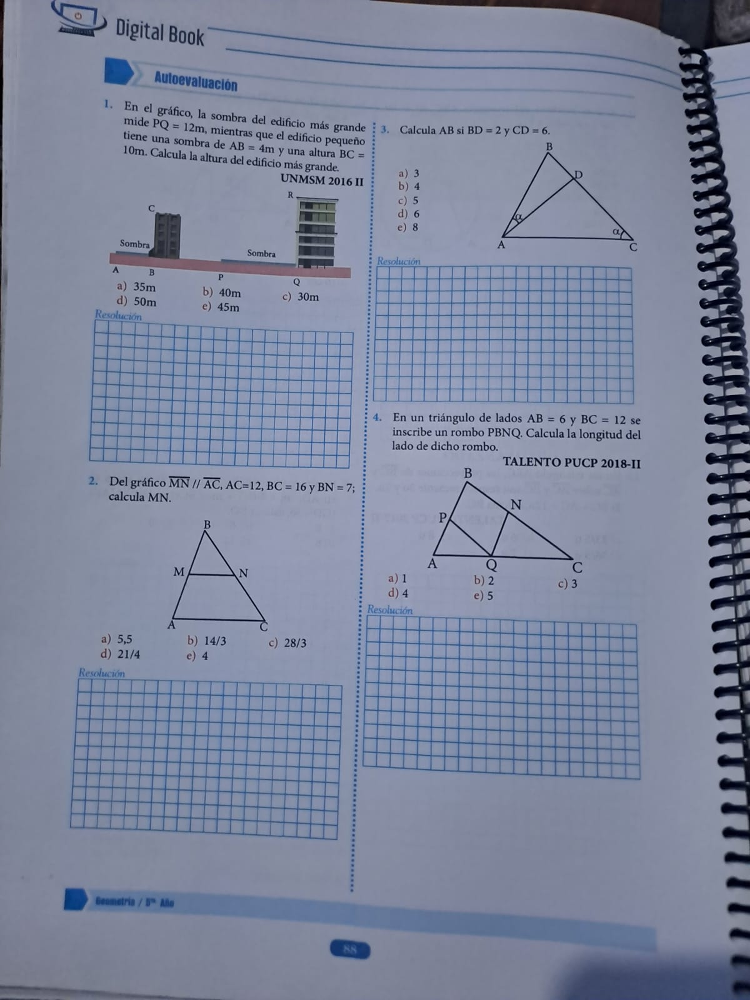 Digital Book
Autoevaluación
1. En el gráfico, la sombra del edificio más grande
mide PQ = 12m, mientras que el edificio pequeño
tiene una sombra de AB = 4m y una altura BC =
10m. Calcula la altura del edificio más grande.
UNMSM 2016 II
R
C
Sombra
Sombra
A B P Q
a) 35m b) 40m c) 30m
d) 50m e) 45m
Resolución
2. Del gráfico MN // AC, AC=12, BC = 16 y BN = 7;
calcula MN.
B
M N
A C
a) 5,5 b) 14/3 c) 28/3
d) 21/4 e) 4
Resolución
3. Calcula AB si BD = 2 y CD = 6.
B
D
a) 3
b) 4
c) 5
d) 6
e) 8
α
α
A C
Resolución
4. En un triángulo de lados AB = 6 y BC = 12 se
inscribe un rombo PBNQ. Calcula la longitud del
lado de dicho rombo.
TALENTO PUCP 2018-II
B
N
P
A Q C
a) 1 b) 2 c) 3
d) 4 e) 5
Resolución
Geometría / 5to Año
88